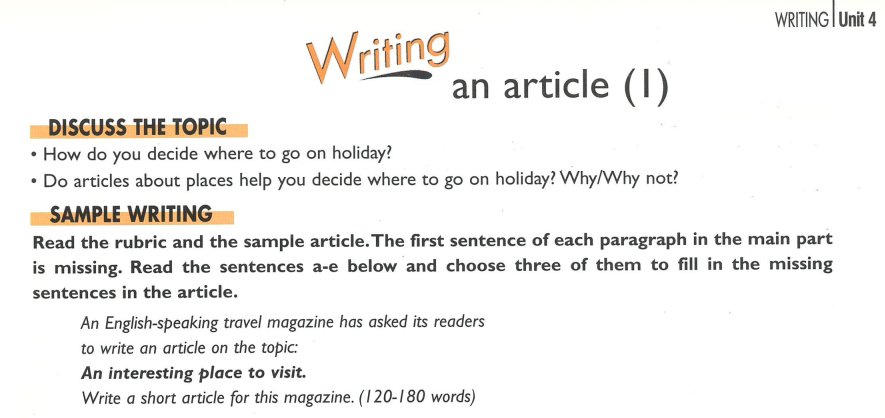 WRITING Unit 4
Writing
an article (1)
DISCUSS THE TOPIC
• How do you decide where to go on holiday?
• Do articles about places help you decide where to go on holiday? Why/Why not?
SAMPLE WRITING
Read the rubric and the sample article. The first sentence of each paragraph in the main part
is missing. Read the sentences a-e below and choose three of them to fill in the missing
sentences in the article.
An English-speaking travel magazine has asked its readers
to write an article on the topic:
An interesting place to visit.
Write a short article for this magazine. (120-180 words)